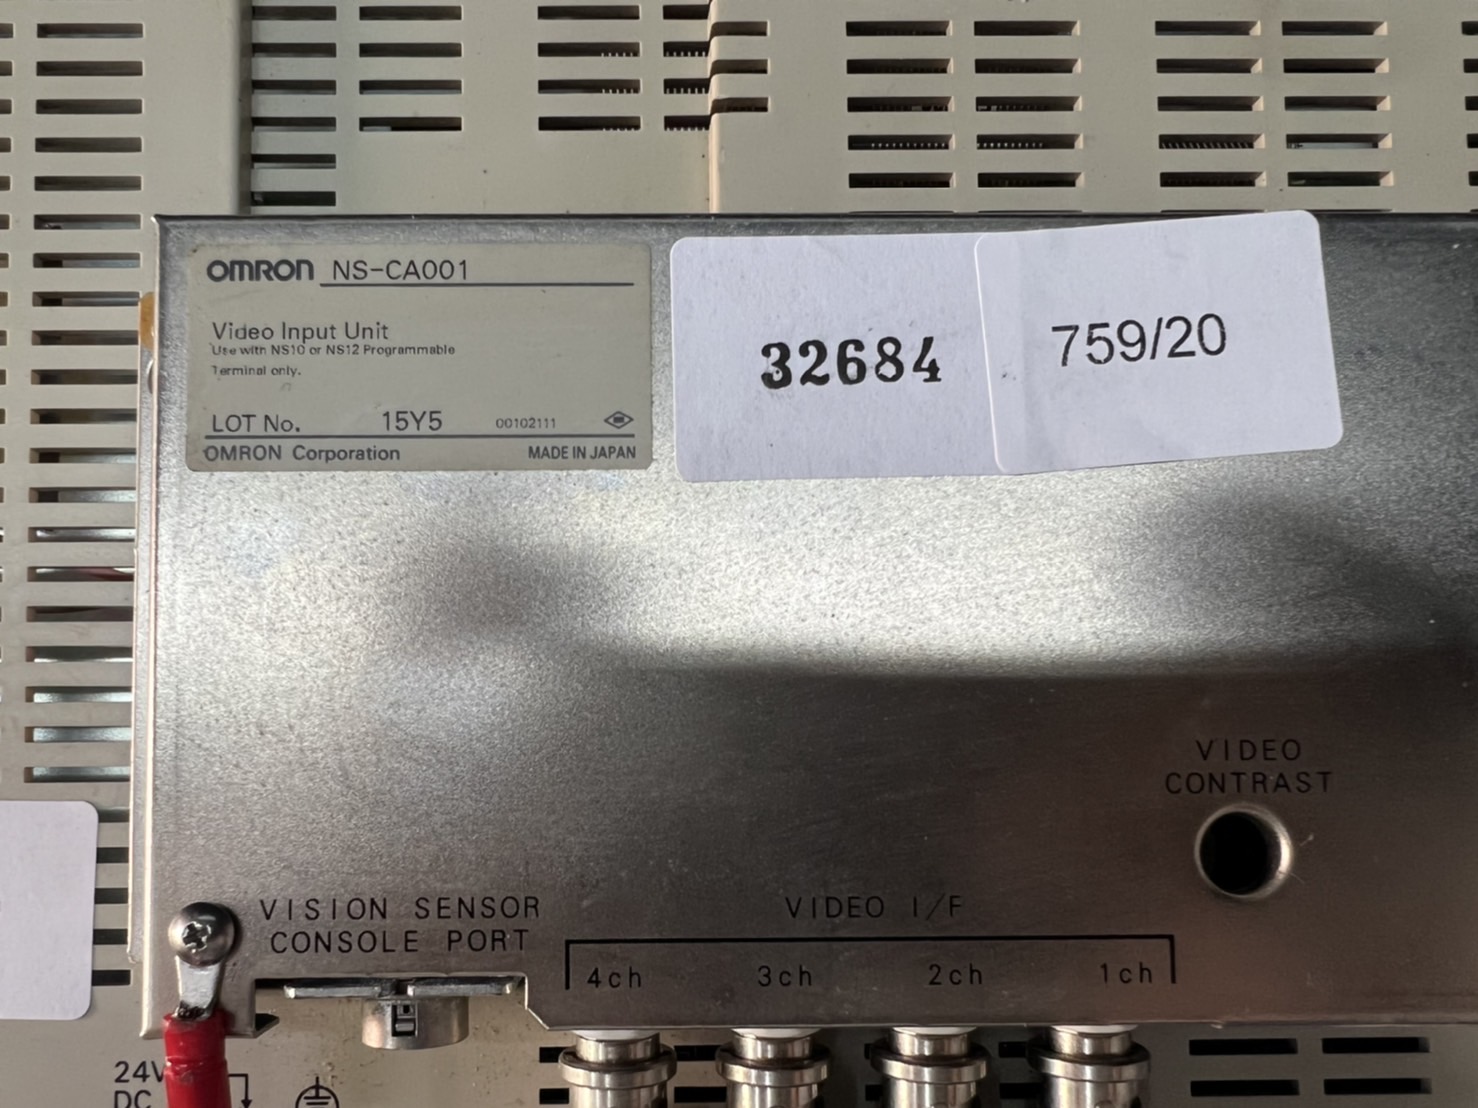 OMRON NS-CA001
Video Input Unit
Use with NS10 or NS12 Programmable
Terminal only.
LOT No. 15Y5 00102111
OMRON Corporation MADE IN JAPAN
32684
759/20
VIDEO
CONTRAST
VISION SENSOR
CONSOLE PORT
VIDEO I/F
4ch 3ch 2ch 1ch
24V
DC